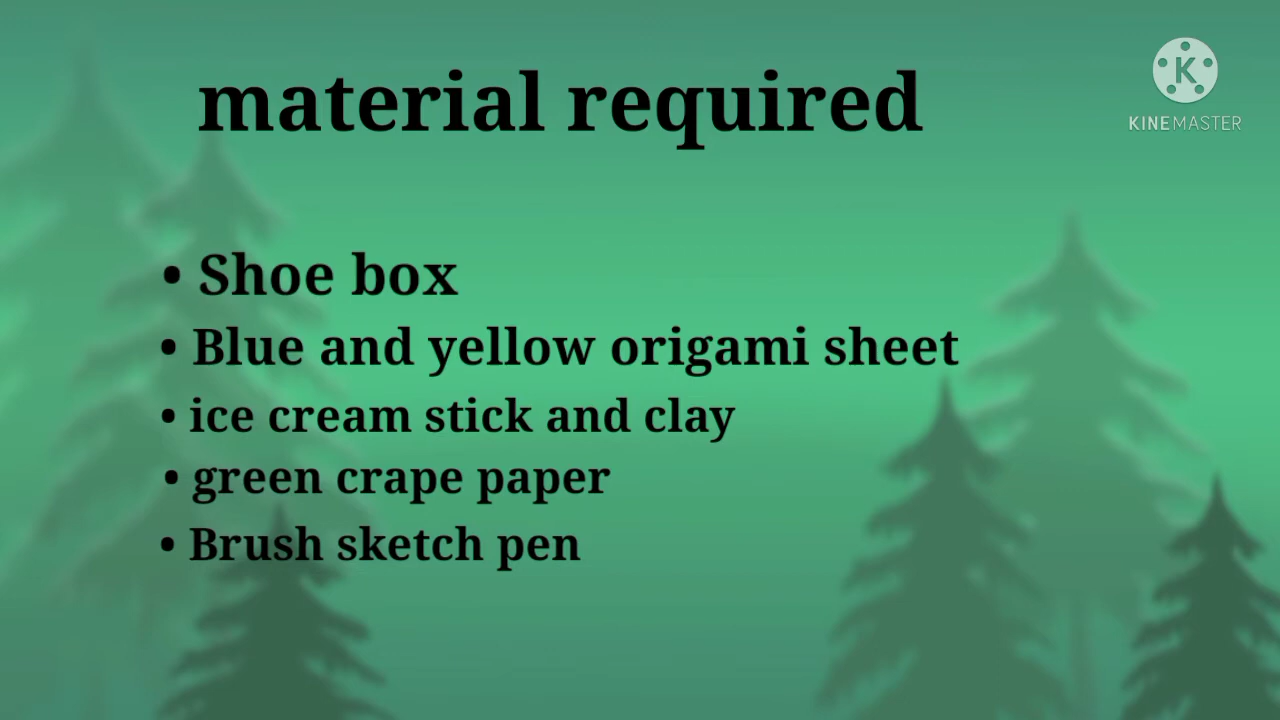 material required
K
KINEMASTER
• Shoe box
• Blue and yellow origami sheet
• ice cream stick and clay
• green crape paper
• Brush sketch pen